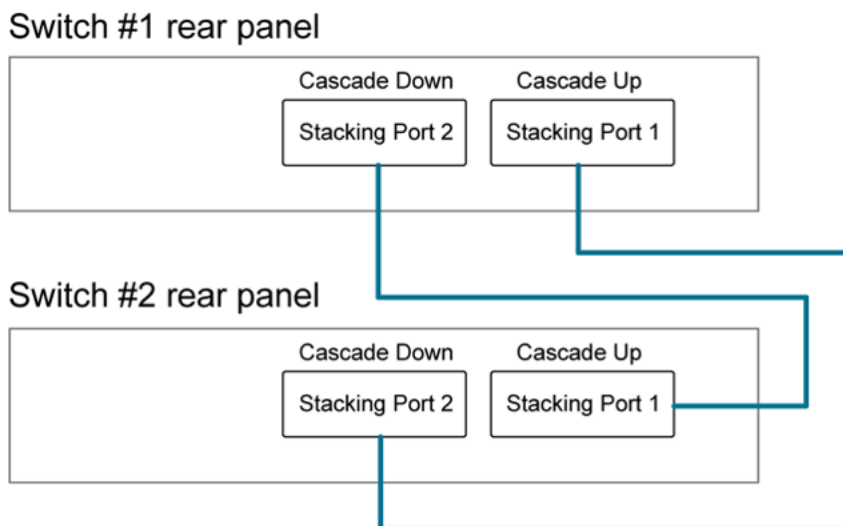 Switch #1 rear panel
Cascade Down Cascade Up
Stacking Port 2 Stacking Port 1
Switch #2 rear panel
Cascade Down Cascade Up
Stacking Port 2 Stacking Port 1